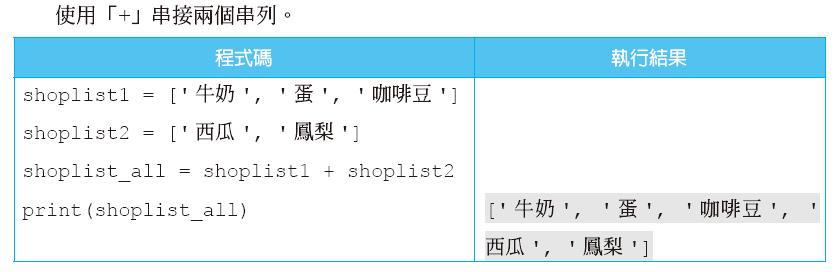 使用「+」串接兩個串列。
程式碼 執行結果
shoplist1 = ['牛奶', '蛋', '咖啡豆']
shoplist2 = ['西瓜', '鳳梨']
shoplist_all = shoplist1 + shoplist2
print(shoplist_all)
['牛奶', '蛋', '咖啡豆', '
西瓜', '鳳梨']